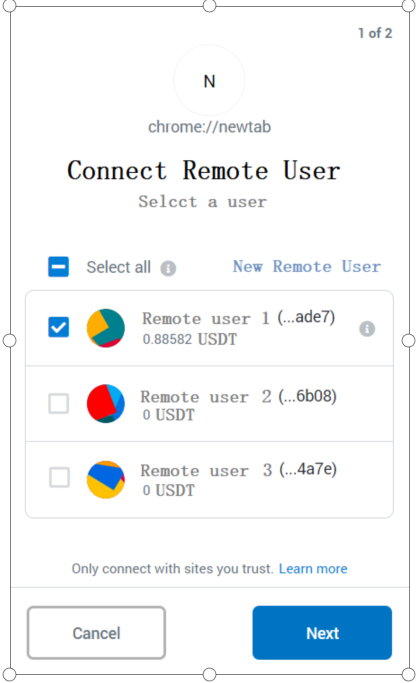 1 of 2
N
chrome://newtab
Connect Remote User
Selcct a user
Select all New Remote User
Remote user 1 (...ade7)
0.88582 USDT
Remote user 2 (...6b08)
0 USDT
Remote user 3 (...4a7e)
0 USDT
Only connect with sites you trust. Learn more
Cancel Next